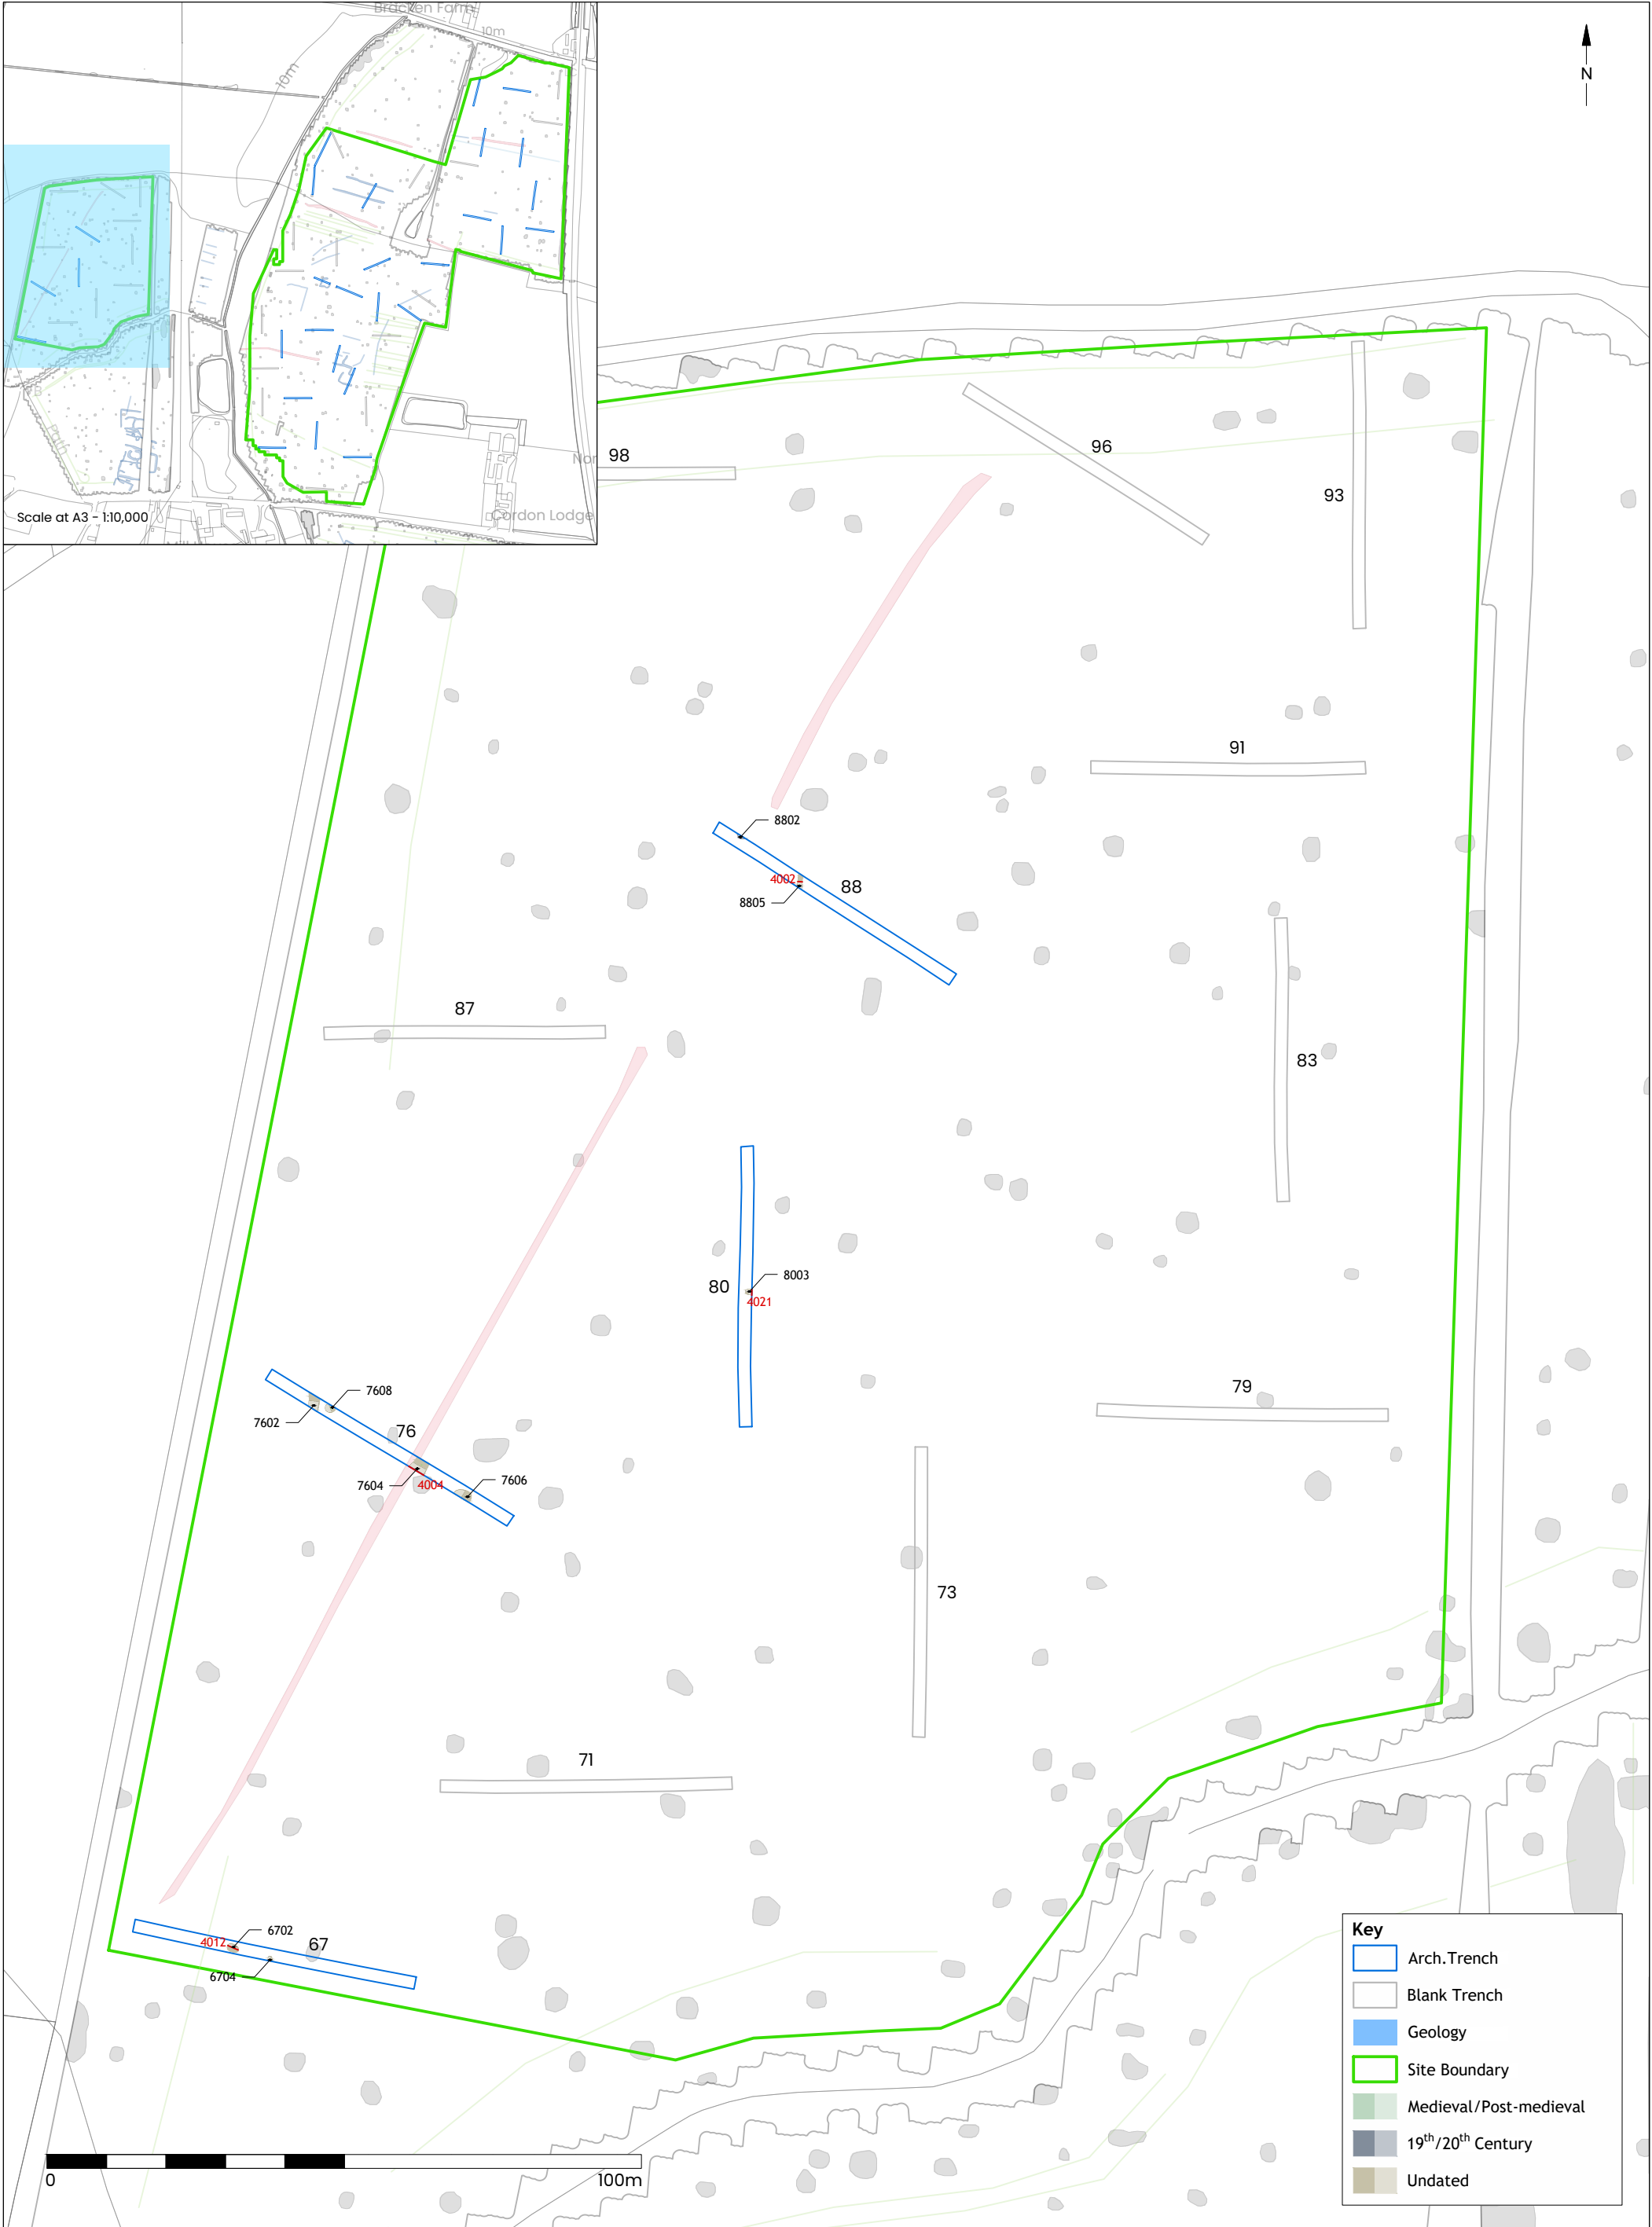 Bracken Farm
10m
10m
N
Scale at A3 - 1:10,000
Gordon Lodge
98
96
93
91
8802
4002
88
8805
87
83
80
8003
4021
79
7608
7602
76
7604
4004
7606
73
71
6702
4012
67
6704
0
100m
Key
Arch.Trench
Blank Trench
Geology
Site Boundary
Medieval/Post-medieval
19th/20th Century
Undated